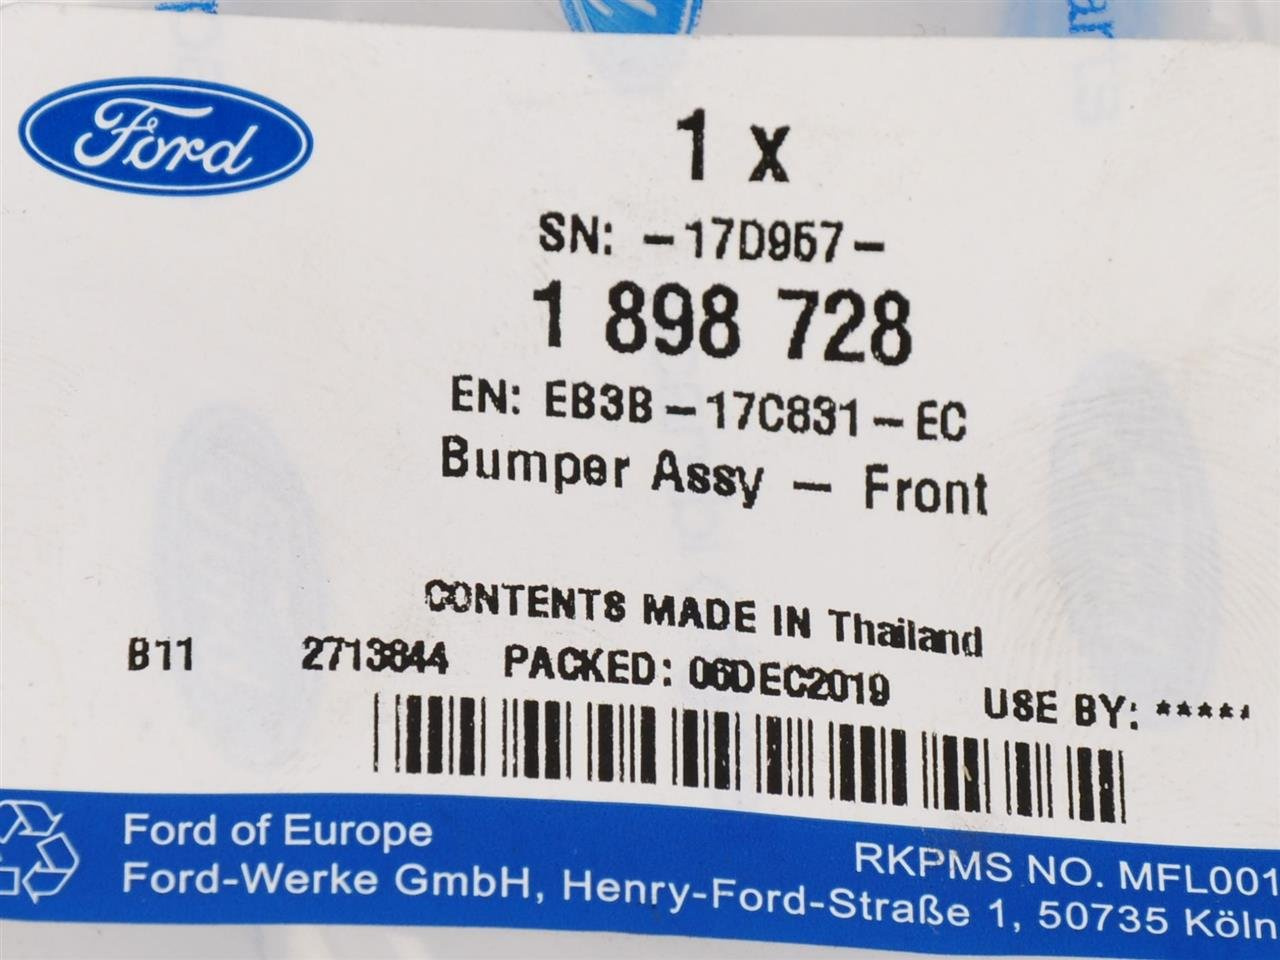 Ford
1 x
SN: -17D957-
1 898 728
EN: EB3B-17C831-EC
Bumper Assy - Front
CONTENTS MADE IN Thailand
B11 2713844 PACKED: 06DEC2019 USE BY: *****
Ford of Europe
Ford-Werke GmbH, Henry-Ford-Straße 1, 50735 Köln
RKPMS NO. MFL001